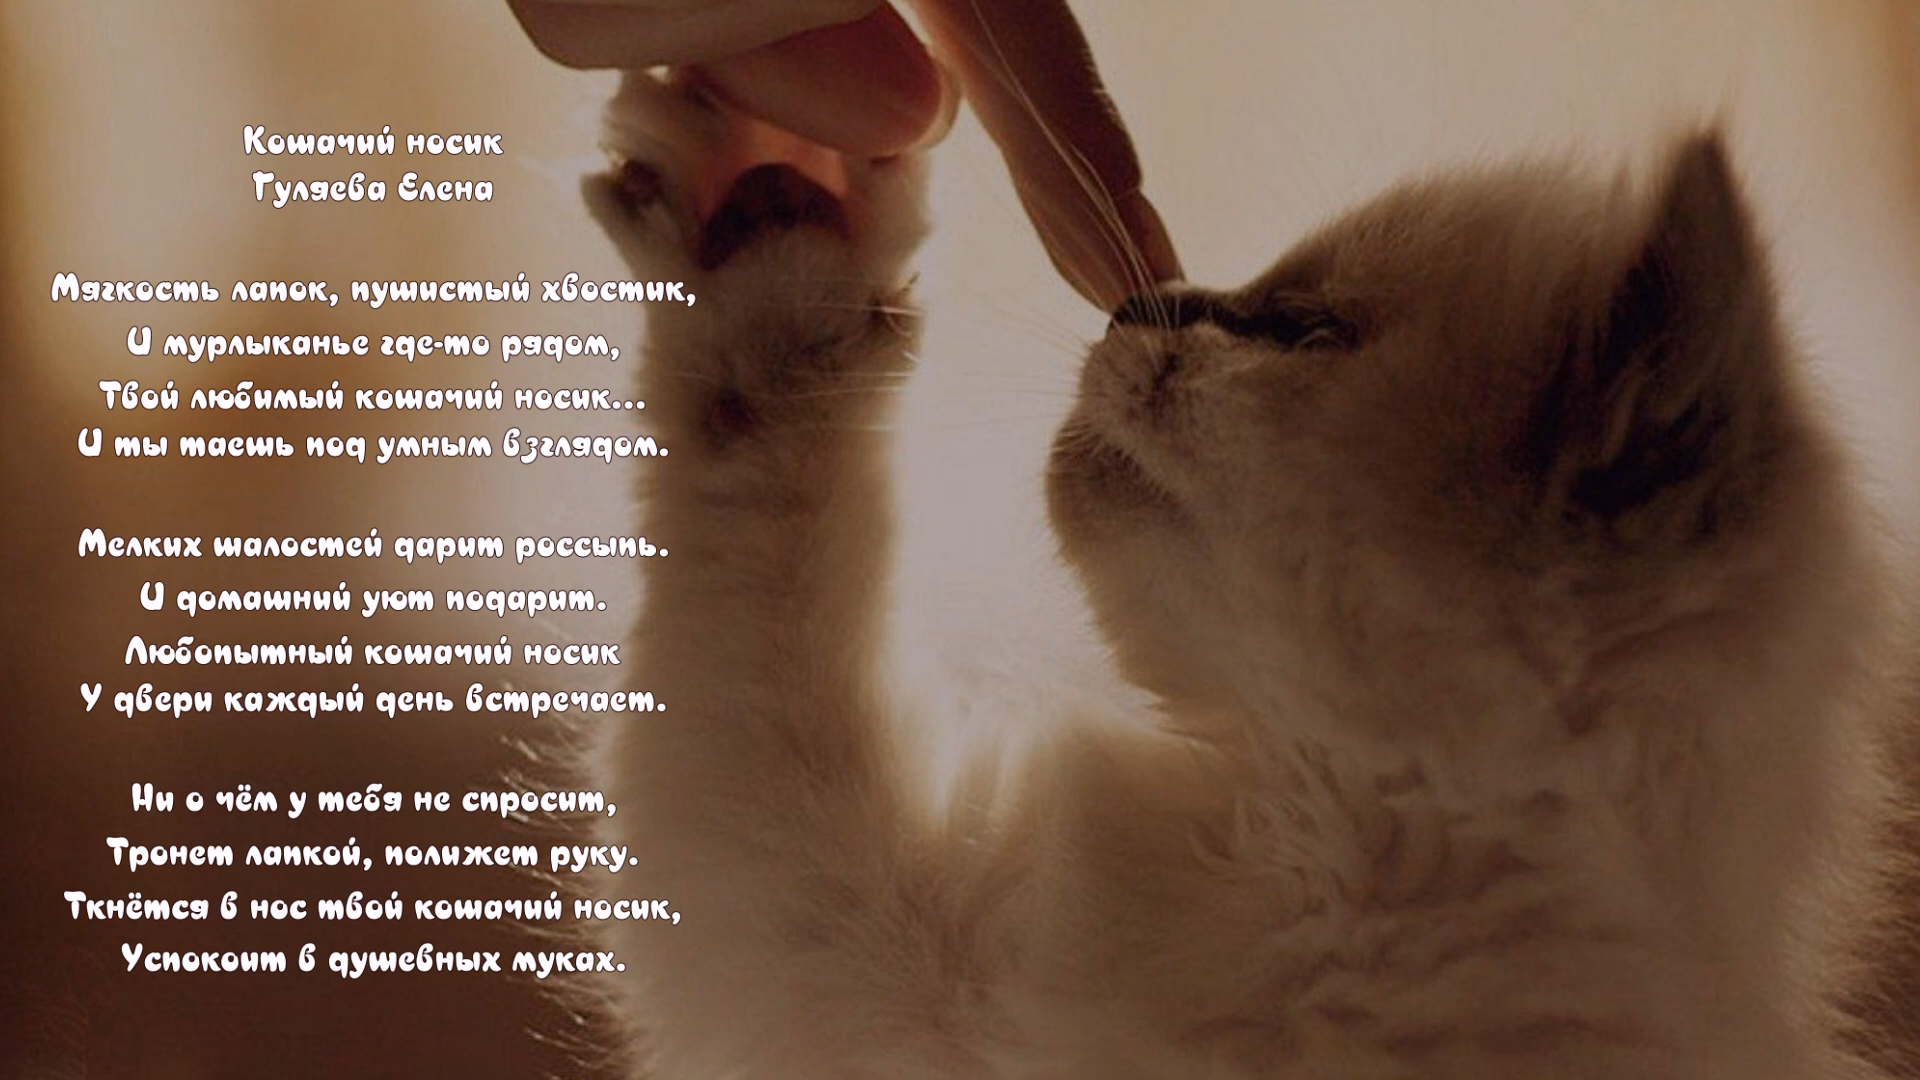 Кошачий носик
Гуляева Елена
Мягкость лапок, пушистый хвостик,
И мурлыканье где-то рядом,
Твой любимый кошачий носик...
И ты таешь под умным взглядом.
Мелких шалостей дарит россыпь.
И домашний уют подарит.
Любопытный кошачий носик
У двери каждый день встречает.
Ни о чём у тебя не спросит,
Тронет лапкой, полижет руку.
Ткнётся в нос твой кошачий носик,
Успокоит в душевных муках.